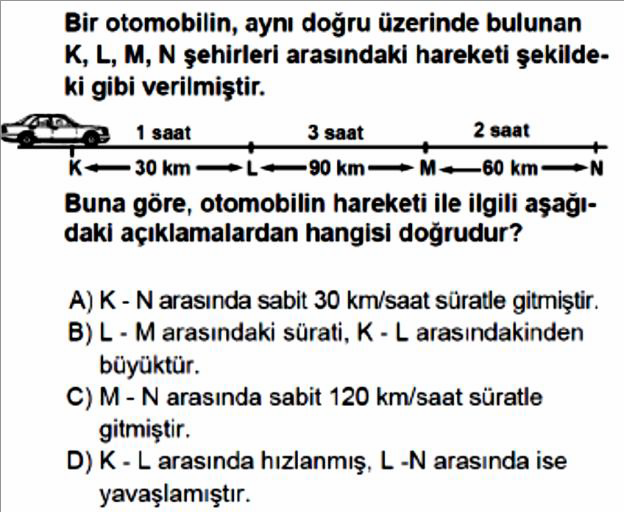 Bir otomobilin, aynı doğru üzerinde bulunan
K, L, M, N şehirleri arasındaki hareketi şekilde-
ki gibi verilmiştir.
1 saat 3 saat 2 saat
K 30 km L 90 km M 60 km N
Buna göre, otomobilin hareketi ile ilgili aşağı-
daki açıklamalardan hangisi doğrudur?
A) K - N arasında sabit 30 km/saat süratle gitmiştir.
B) L - M arasındaki sürati, K - L arasındakinden
büyüktür.
C) M - N arasında sabit 120 km/saat süratle
gitmiştir.
D) K - L arasında hızlanmış, L -N arasında ise
yavaşlamıştır.